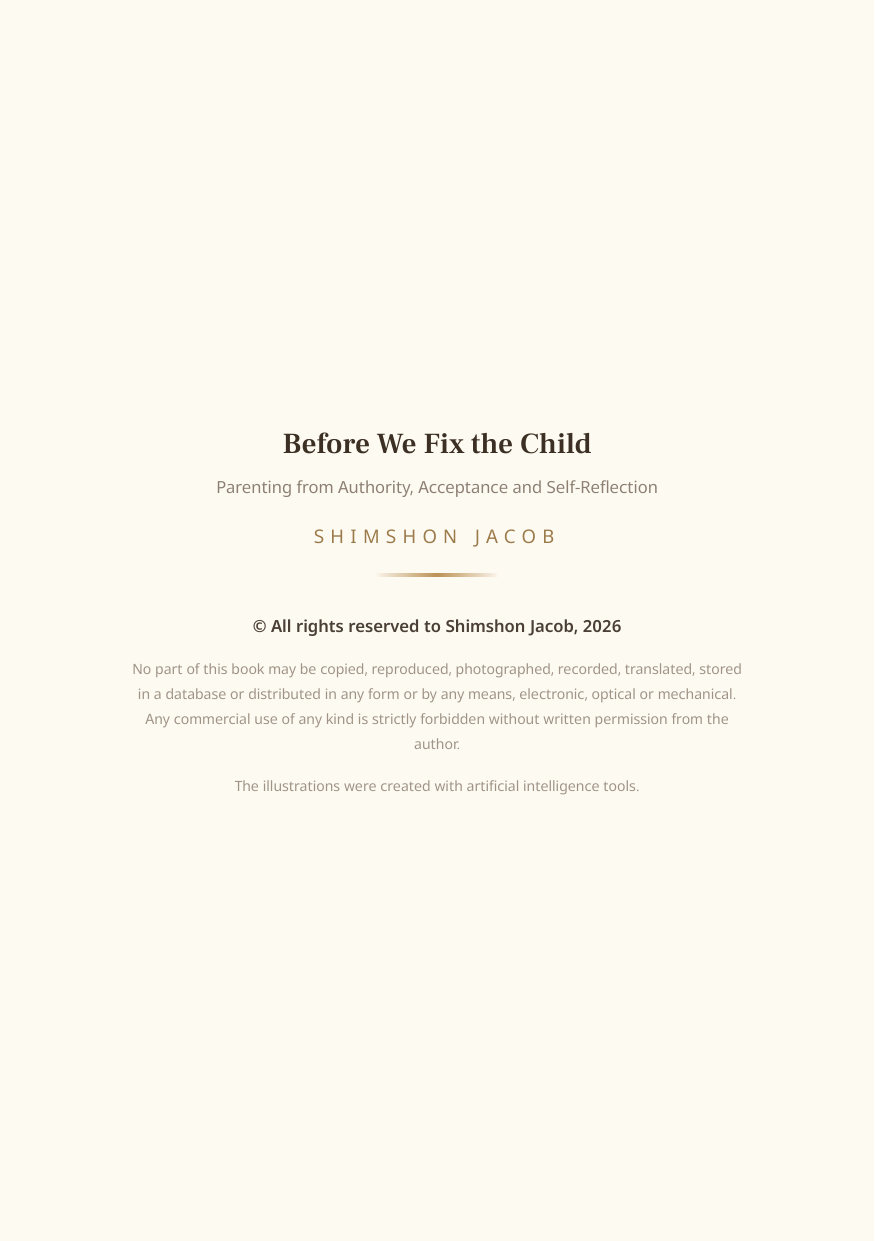 Before We Fix the Child
Parenting from Authority, Acceptance and Self-Reflection
SHIMSHON JACOB
© All rights reserved to Shimshon Jacob, 2026
No part of this book may be copied, reproduced, photographed, recorded, translated, stored
in a database or distributed in any form or by any means, electronic, optical or mechanical.
Any commercial use of any kind is strictly forbidden without written permission from the
author.
The illustrations were created with artificial intelligence tools.